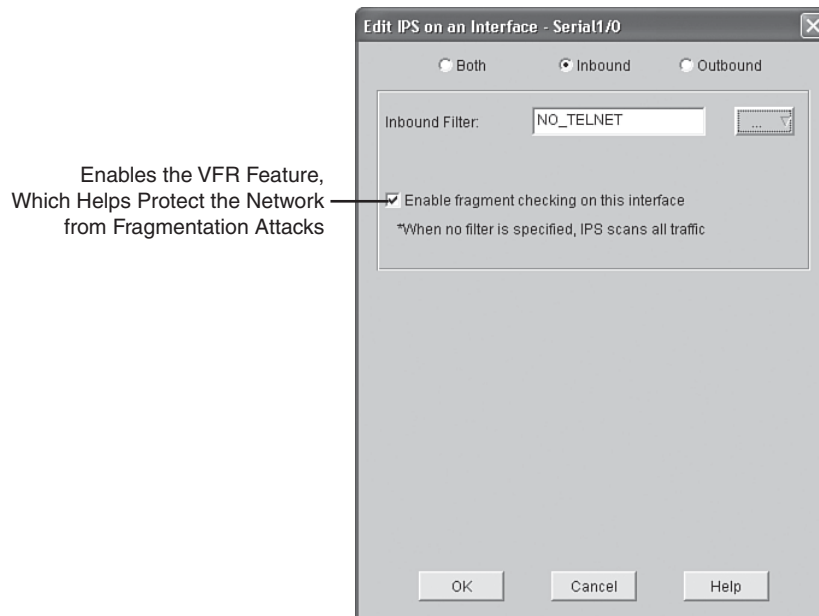 Edit IPS on an Interface - Serial1/0
Both Inbound Outbound
Inbound Filter: NO_TELNET ...
Enables the VFR Feature,
Which Helps Protect the Network
from Fragmentation Attacks
Enable fragment checking on this interface
*When no filter is specified, IPS scans all traffic
OK Cancel Help